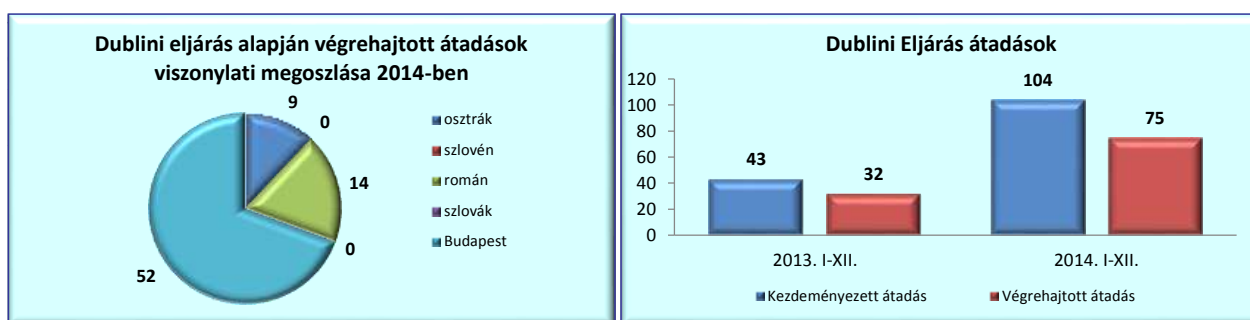 Dublini eljárás alapján végrehajtott átadások
viszonylati megoszlása 2014-ben
9
0
14
0
52
osztrák
szlovén
román
szlovák
Budapest
Dublini Eljárás átadások
120
100
80
60
40
20
0
43
32
104
75
2013. I-XII.
2014. I-XII.
Kezdeményezett átadás
Végrehajtott átadás